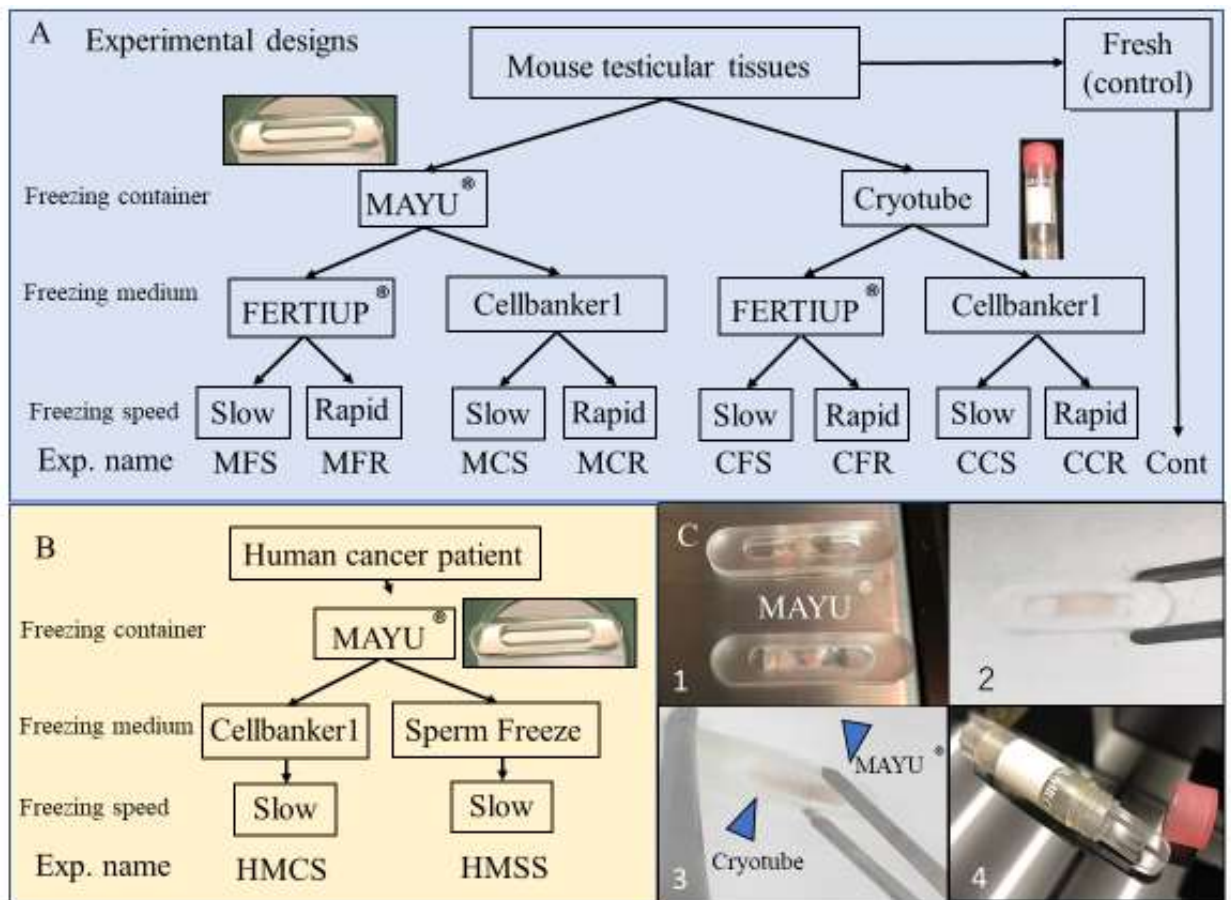 A Experimental designs
Mouse testicular tissues
Fresh
(control)
Freezing container
MAYU®
Cryotube
Freezing medium
FERTIUP®
Cellbanker1
FERTIUP®
Cellbanker1
Freezing speed
Slow Rapid Slow Rapid Slow Rapid Slow Rapid
Exp. name MFS MFR MCS MCR CFS CFR CCS CCR Cont
B
Human cancer patient
Freezing container
MAYU®
Freezing medium
Cellbanker1
Sperm Freeze
Freezing speed
Slow Slow
Exp. name HMCS HMSS
C
MAYU®
1
2
MAYU®
Cryotube
3
4